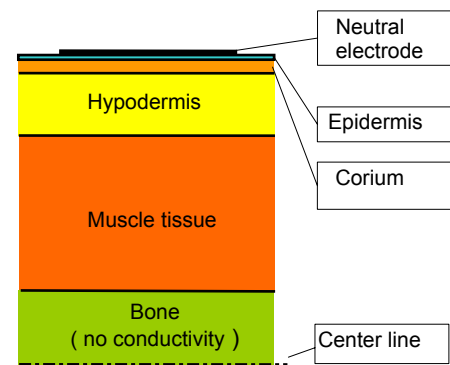 Neutral
electrode
Hypodermis
Epidermis
Corium
Muscle tissue
Bone
( no conductivity )
Center line